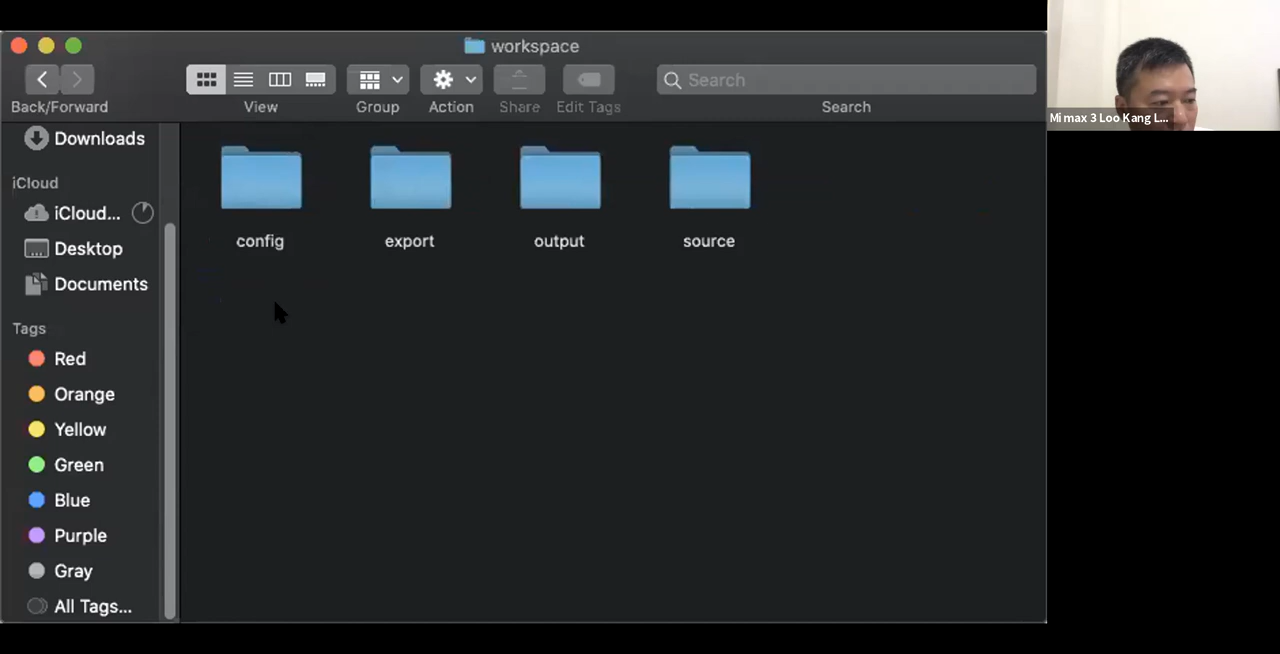 workspace
Search
Back/Forward
View
Group
Action
Share
Edit Tags
Search
Mi max 3 Loo Kang L...
Downloads
iCloud
iCloud...
Desktop
Documents
Tags
Red
Orange
Yellow
Green
Blue
Purple
Gray
All Tags...
config
export
output
source